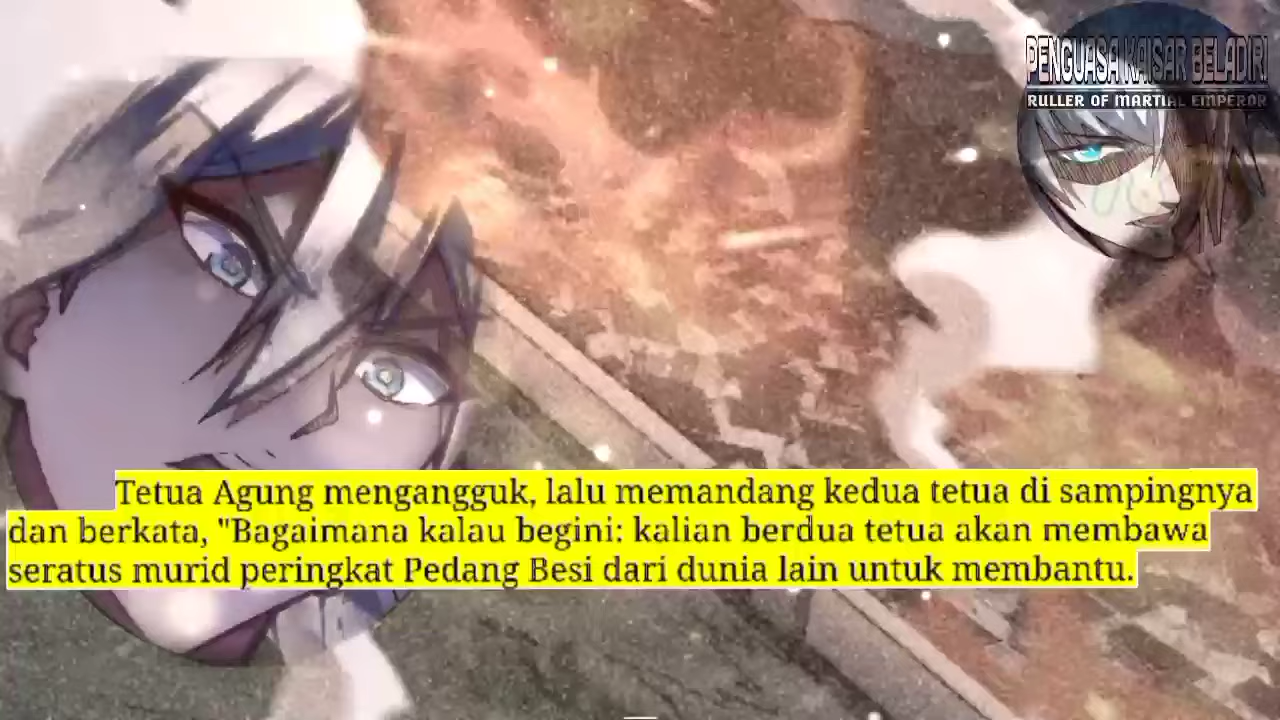 PENGUASA KAISAR BELADIRI
RULLER OF MARTIAL EMPEROR
Tetua Agung mengangguk, lalu memandang kedua tetua di sampingnya
dan berkata, "Bagaimana kalau begini: kalian berdua tetua akan membawa
seratus murid peringkat Pedang Besi dari dunia lain untuk membantu.